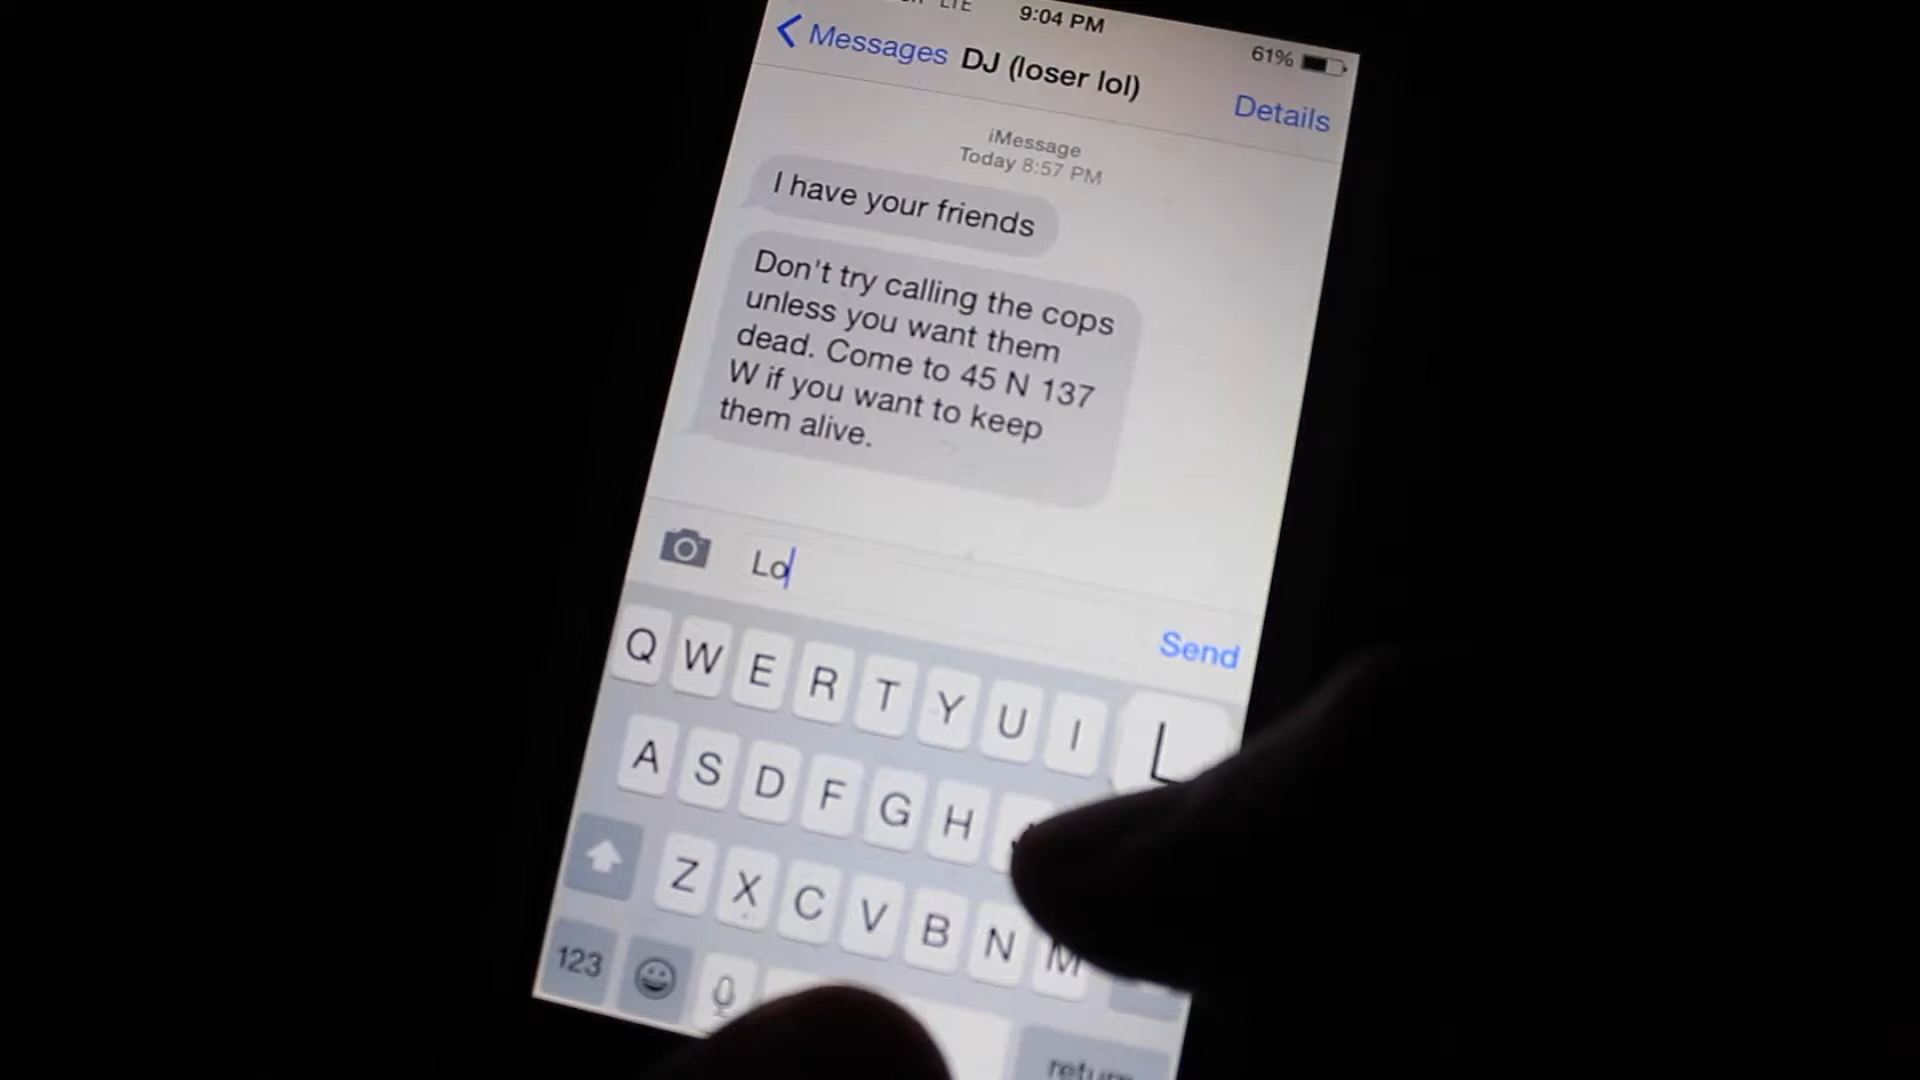 LTE 9:04 PM 61%
Messages DJ (loser lol) Details
iMessage
Today 8:57 PM
I have your friends
Don't try calling the cops
unless you want them
dead. Come to 45 N 137
W if you want to keep
them alive.
Lo
Send
Q W E R T Y U I L
A S D F G H
Z X C V B N M
123
return